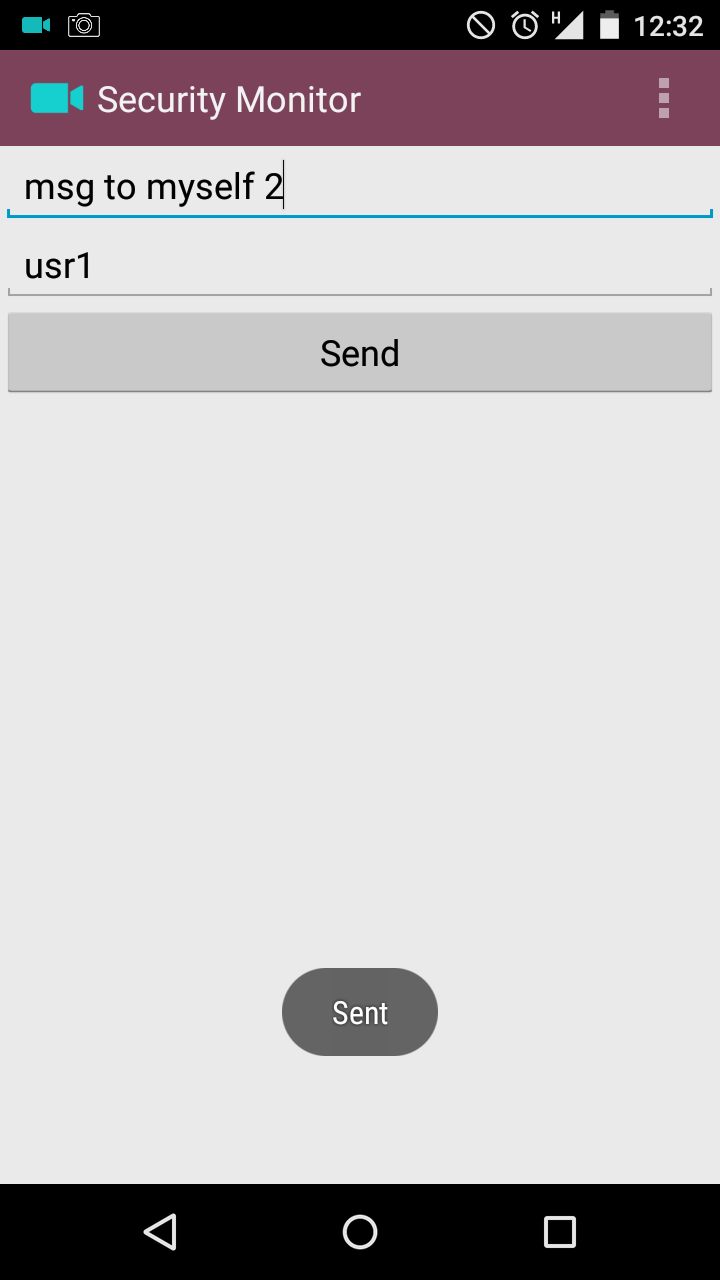 H 12:32
Security Monitor
msg to myself 2
usr1
Send
Sent